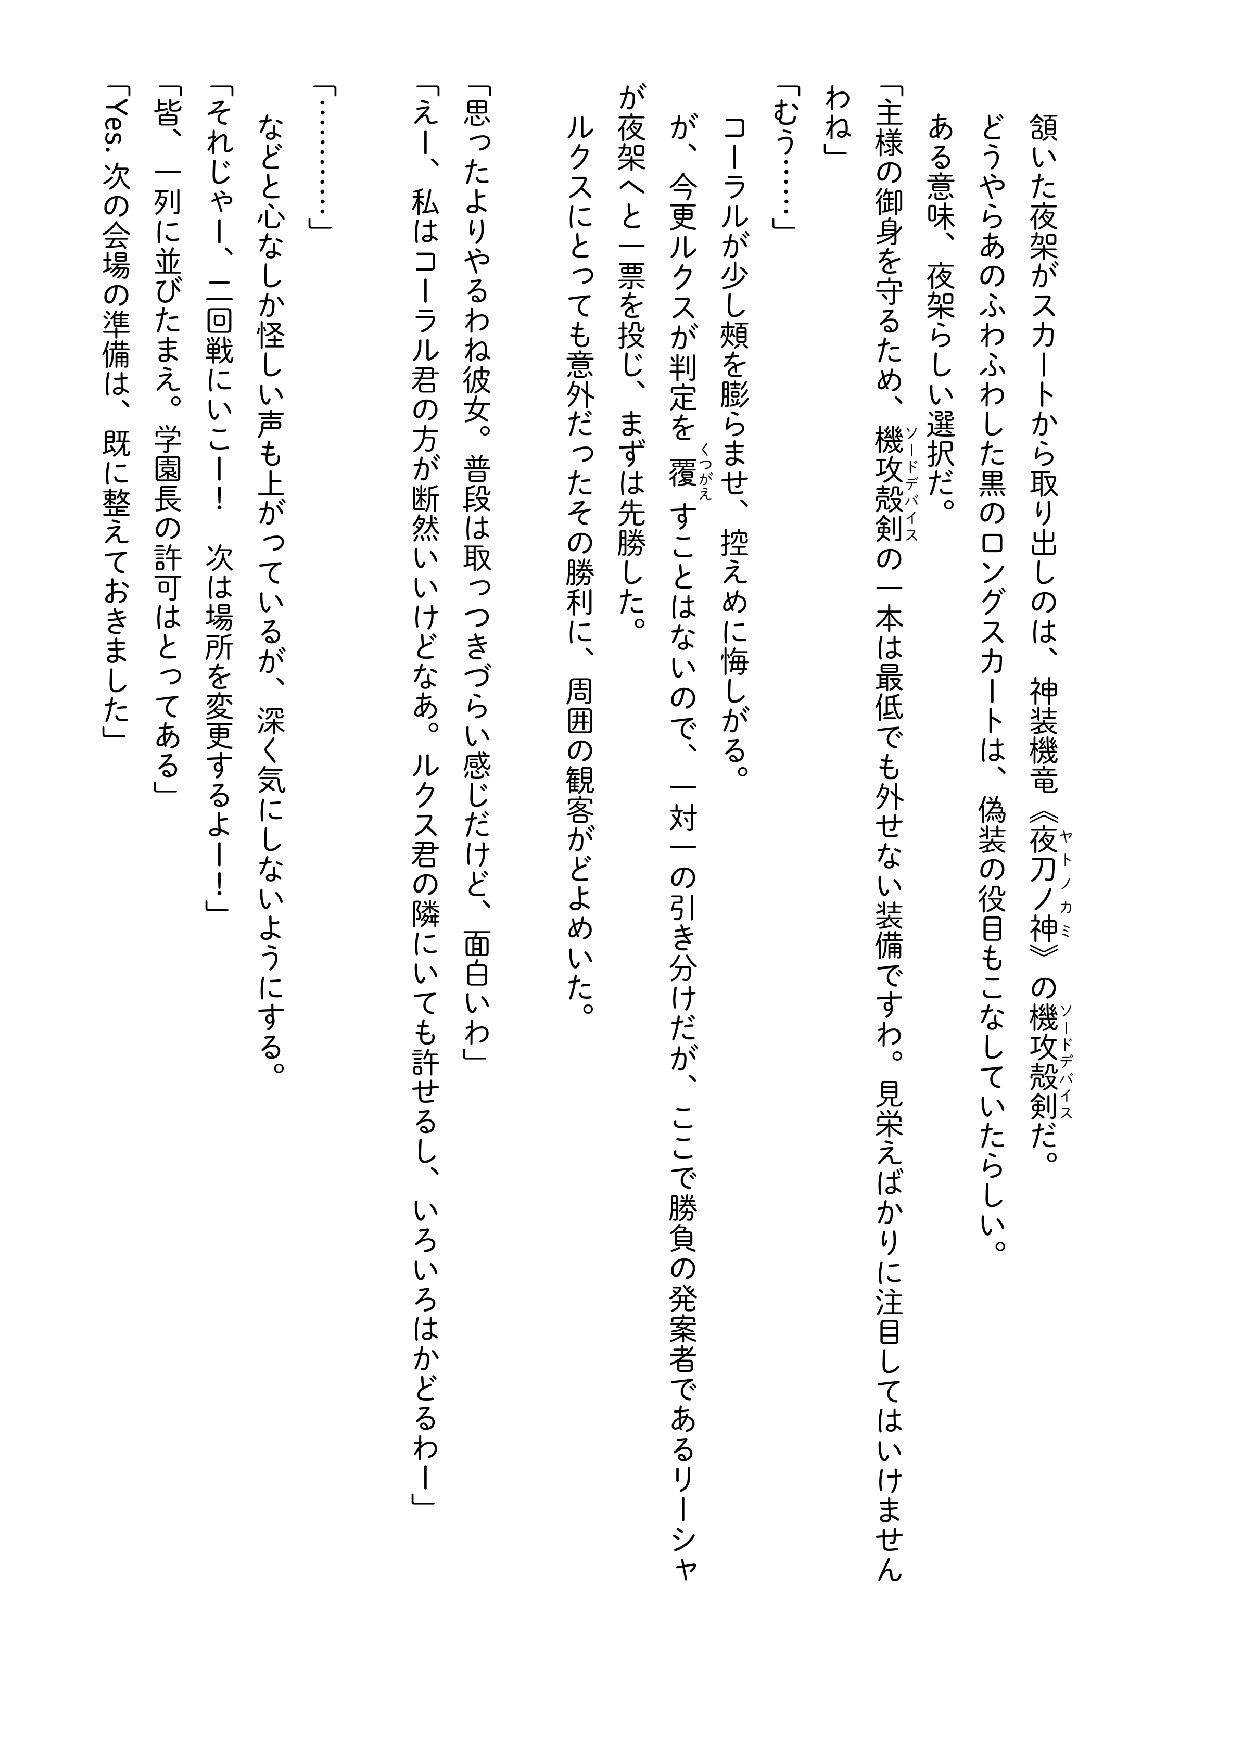 頷いた夜架がスカートから取り出しのは、神装機竜《夜刀ノ神》の機攻殻剣だ。
ヤトノカミ
ソードデバイス
どうやらあのふわふわした黒のロングスカートは、偽装の役目もこなしていたらしい。
ある意味、夜架らしい選択だ。
「主様の御身を守るため、機攻殻剣の一本は最低でも外せない装備ですわ。見栄えばかりに注目してはいけません
ソードデバイス
わね」
「むう……」
コーラルが少し頰を膨らませ、控えめに悔しがる。
が、今更ルクスが判定を覆すことはないので、一対一の引き分けだが、ここで勝負の発案者であるリーシャ
くつがえ
が夜架へと一票を投じ、まずは先勝した。
ルクスにとっても意外だったその勝利に、周囲の観客がどよめいた。
「思ったよりやるわね彼女。普段は取っつきづらい感じだけど、面白いわ」
「えー、私はコーラル君の方が断然いいけどなあ。ルクス君の隣にいても許せるし、いろいろはかどるわー」
「…………」
などと心なしか怪しい声も上がっているが、深く気にしないようにする。
「それじゃー、二回戦にいこー！　次は場所を変更するよー！」
「皆、一列に並びたまえ。学園長の許可はとってある」
「Yes. 次の会場の準備は、既に整えておきました」